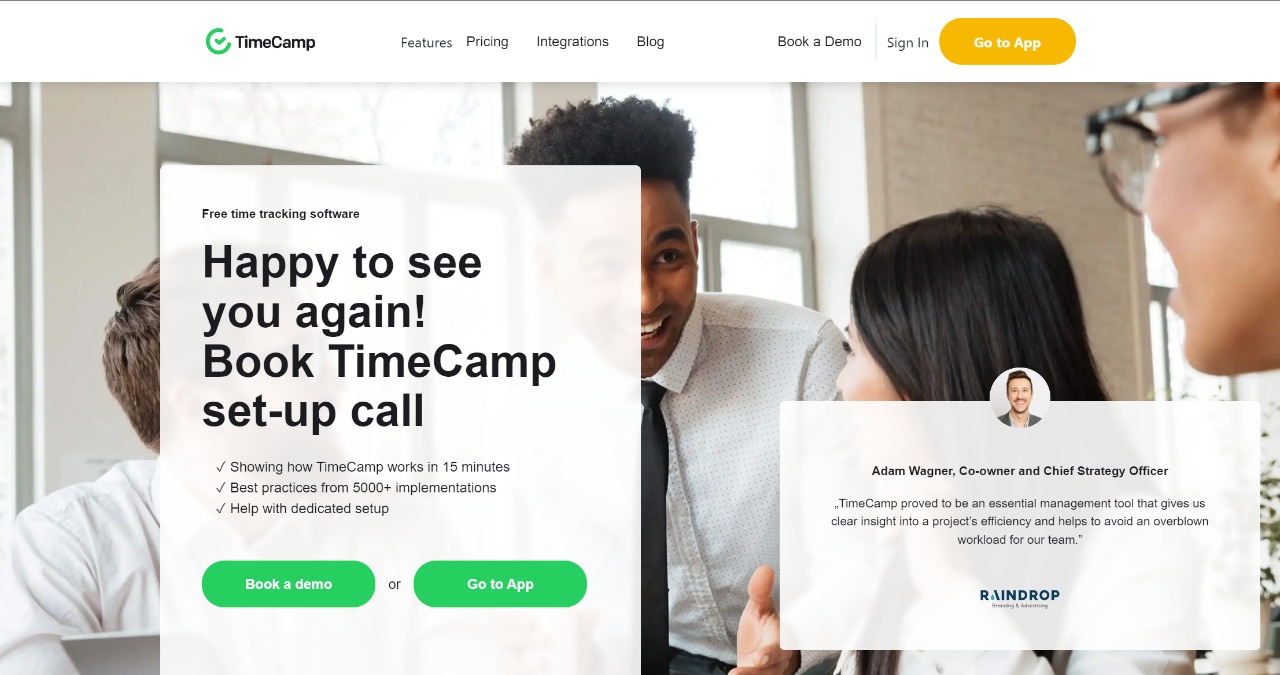 TimeCamp
Features Pricing Integrations Blog Book a Demo Sign In Go to App
Free time tracking software
Happy to see
you again!
Book TimeCamp
set-up call
✓ Showing how TimeCamp works in 15 minutes
✓ Best practices from 5000+ implementations
✓ Help with dedicated setup
Book a demo or Go to App
Adam Wagner, Co-owner and Chief Strategy Officer
„TimeCamp proved to be an essential management tool that gives us
clear insight into a project's efficiency and helps to avoid an overblown
workload for our team.”
RAINDROP
Branding & Advertising